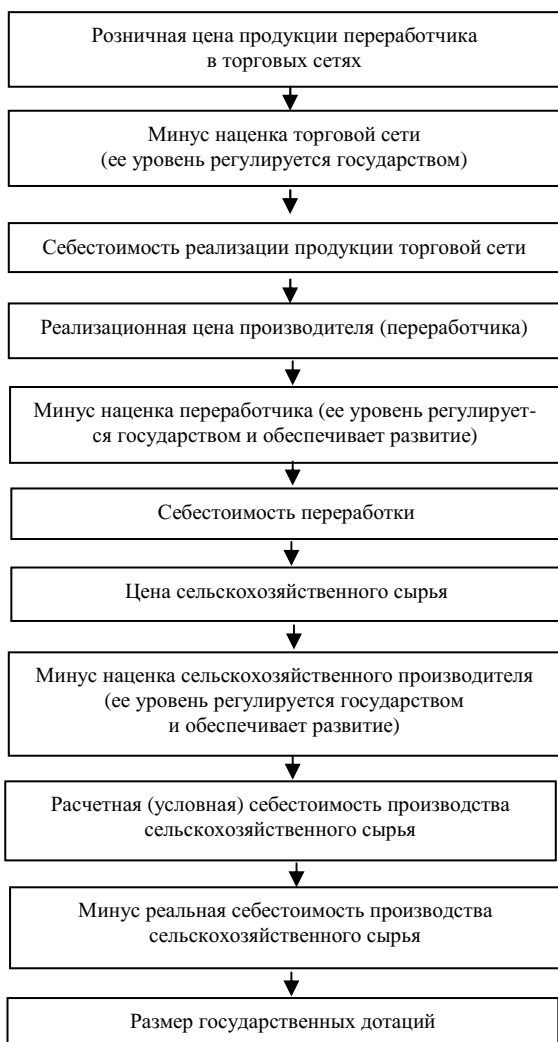 Розничная цена продукции переработчика
в торговых сетях
Минус наценка торговой сети
(ее уровень регулируется государством)
Себестоимость реализации продукции торговой сети
Реализационная цена производителя (переработчика)
Минус наценка переработчика (ее уровень регулирует-
ся государством и обеспечивает развитие)
Себестоимость переработки
Цена сельскохозяйственного сырья
Минус наценка сельскохозяйственного производителя
(ее уровень регулируется государством
и обеспечивает развитие)
Расчетная (условная) себестоимость производства
сельскохозяйственного сырья
Минус реальная себестоимость производства
сельскохозяйственного сырья
Размер государственных дотаций